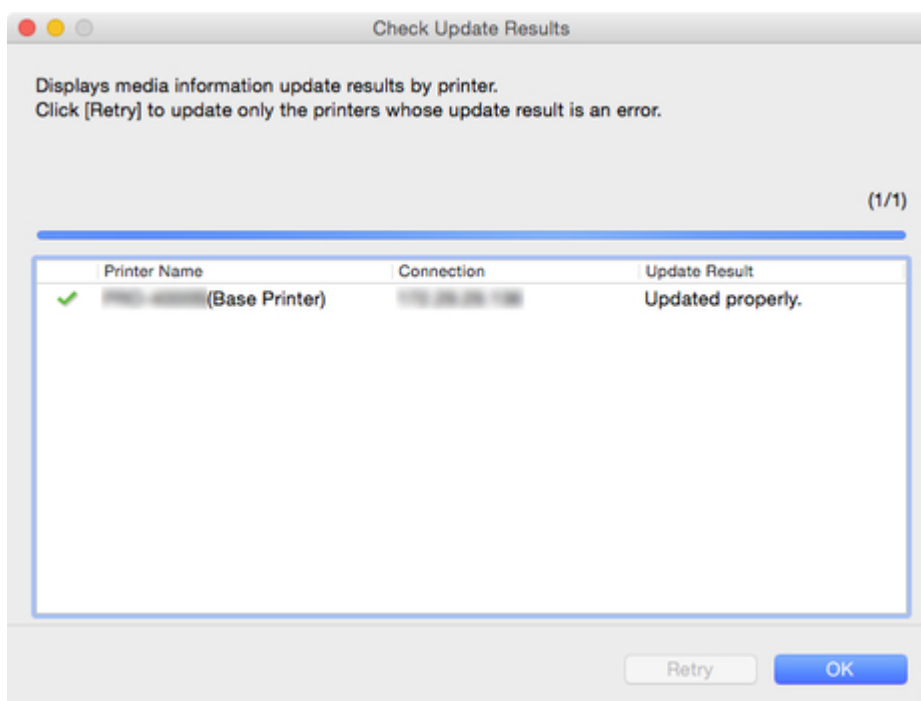 Check Update Results
Displays media information update results by printer.
Click [Retry] to update only the printers whose update result is an error.
(1/1)
Printer Name Connection Update Result
(Base Printer) Updated properly.
Retry OK